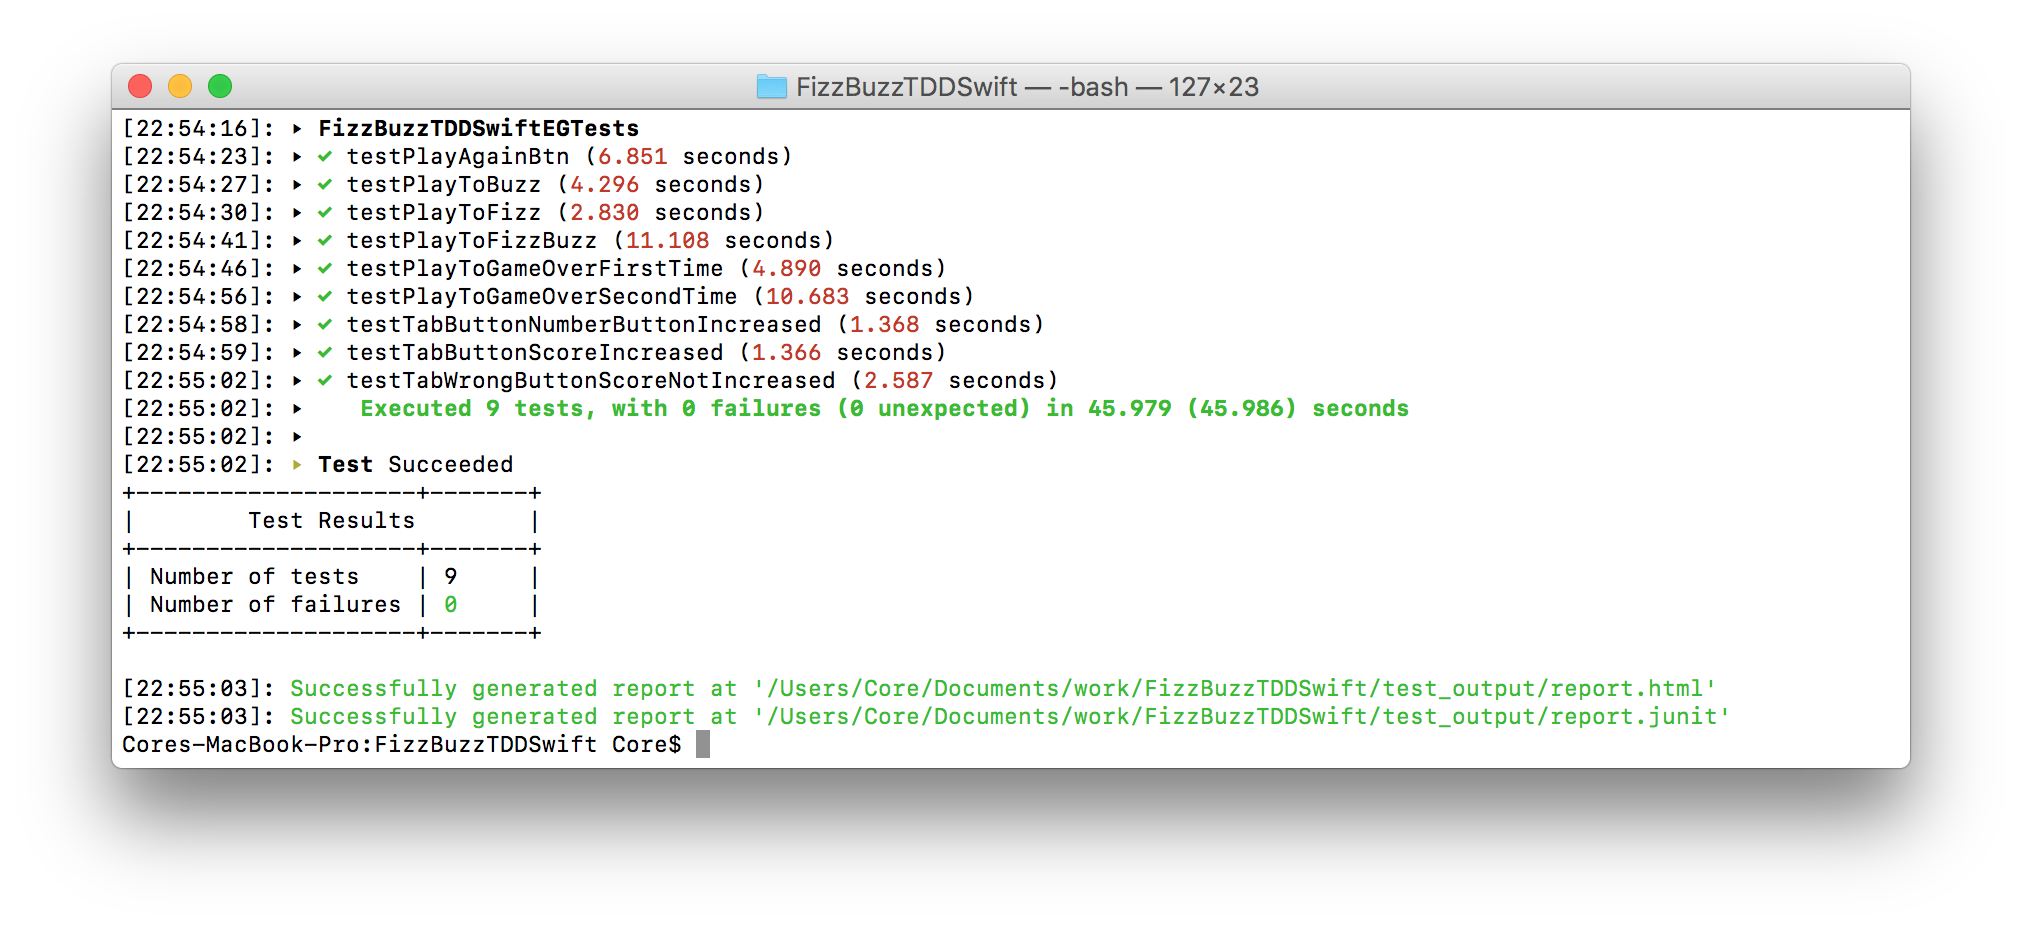 FizzBuzzTDDSwift — -bash — 127×23
[22:54:16]: ▸ FizzBuzzTDDSwiftEGTests
[22:54:23]: ▸ ✓ testPlayAgainBtn (6.851 seconds)
[22:54:27]: ▸ ✓ testPlayToBuzz (4.296 seconds)
[22:54:30]: ▸ ✓ testPlayToFizz (2.830 seconds)
[22:54:41]: ▸ ✓ testPlayToFizzBuzz (11.108 seconds)
[22:54:46]: ▸ ✓ testPlayToGameOverFirstTime (4.890 seconds)
[22:54:56]: ▸ ✓ testPlayToGameOverSecondTime (10.683 seconds)
[22:54:58]: ▸ ✓ testTabButtonNumberButtonIncreased (1.368 seconds)
[22:54:59]: ▸ ✓ testTabButtonScoreIncreased (1.366 seconds)
[22:55:02]: ▸ ✓ testTabWrongButtonScoreNotIncreased (2.587 seconds)
[22:55:02]: ▸    Executed 9 tests, with 0 failures (0 unexpected) in 45.979 (45.986) seconds
[22:55:02]: ▸
[22:55:02]: ▸ Test Succeeded
+--------------------+-------+
|        Test Results        |
+--------------------+-------+
| Number of tests    | 9     |
| Number of failures | 0     |
+--------------------+-------+
[22:55:03]: Successfully generated report at '/Users/Core/Documents/work/FizzBuzzTDDSwift/test_output/report.html'
[22:55:03]: Successfully generated report at '/Users/Core/Documents/work/FizzBuzzTDDSwift/test_output/report.junit'
Cores-MacBook-Pro:FizzBuzzTDDSwift Core$